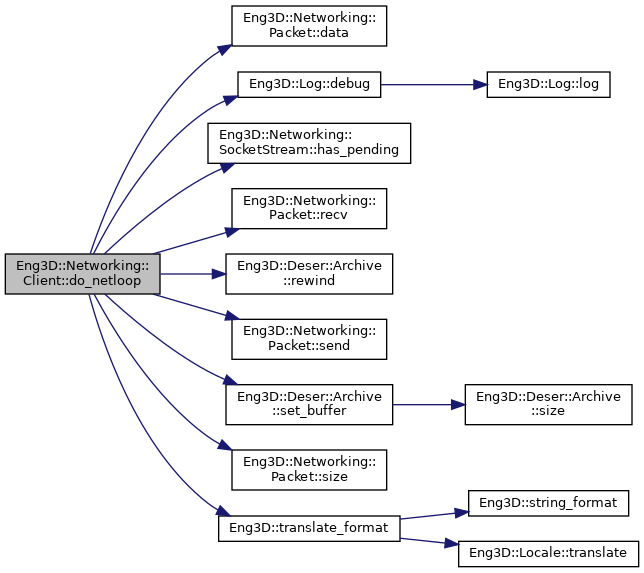 Eng3D::Networking::
Packet::data
Eng3D::Log::debug
Eng3D::Log::log
Eng3D::Networking::
SocketStream::has_pending
Eng3D::Networking::
Packet::recv
Eng3D::Networking::
Client::do_netloop
Eng3D::Deser::Archive
::rewind
Eng3D::Networking::
Packet::send
Eng3D::Deser::Archive
::set_buffer
Eng3D::Deser::Archive
::size
Eng3D::Networking::
Packet::size
Eng3D::translate_format
Eng3D::string_format
Eng3D::Locale::translate